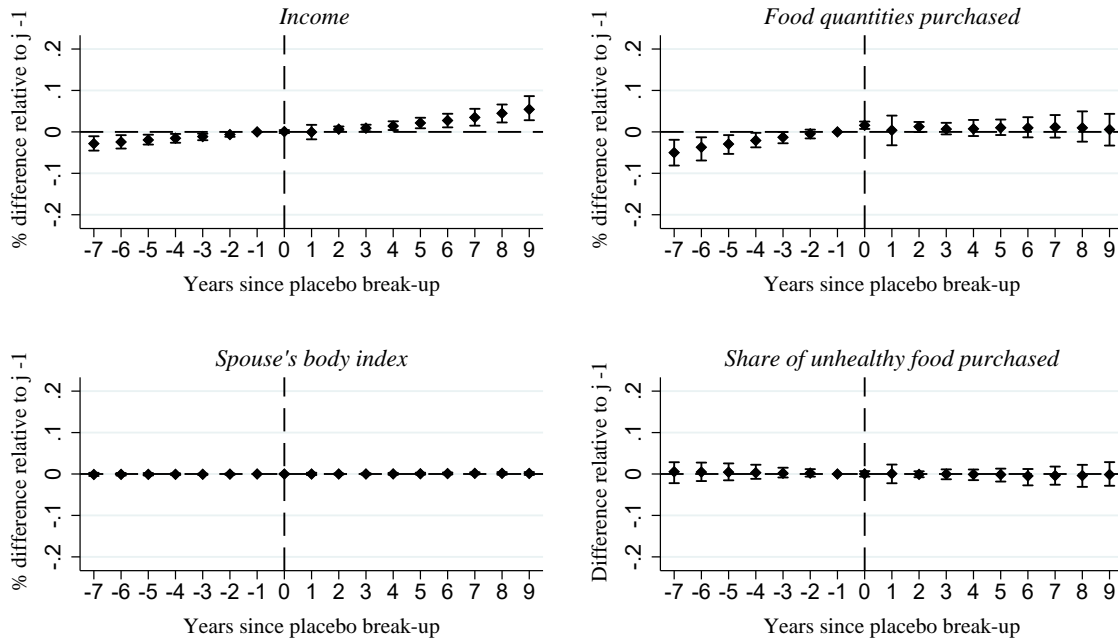 Income
% difference relative to j -1
.2
.1
0
-.1
-.2
-7 -6 -5 -4 -3 -2 -1 0 1 2 3 4 5 6 7 8 9
Years since placebo break-up
Food quantities purchased
% difference relative to j -1
.2
.1
0
-.1
-.2
-7 -6 -5 -4 -3 -2 -1 0 1 2 3 4 5 6 7 8 9
Years since placebo break-up
Spouse's body index
% difference relative to j -1
.2
.1
0
-.1
-.2
-7 -6 -5 -4 -3 -2 -1 0 1 2 3 4 5 6 7 8 9
Years since placebo break-up
Share of unhealthy food purchased
Difference relative to j -1
.2
.1
0
-.1
-.2
-7 -6 -5 -4 -3 -2 -1 0 1 2 3 4 5 6 7 8 9
Years since placebo break-up